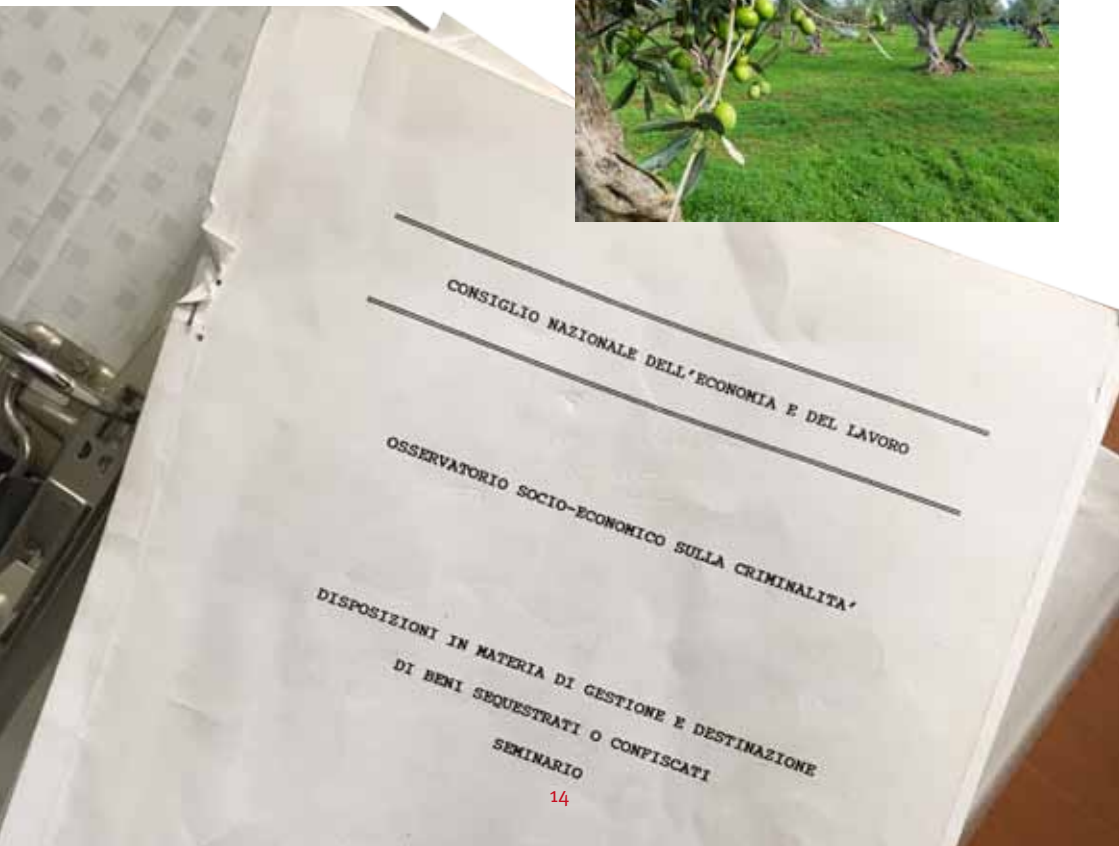 CONSIGLIO NAZIONALE DELL'ECONOMIA E DEL LAVORO
OSSERVATORIO SOCIO-ECONOMICO SULLA CRIMINALITA'
DISPOSIZIONI IN MATERIA DI GESTIONE E DESTINAZIONE
DI BENI SEQUESTRATI O CONFISCATI
SEMINARIO
14